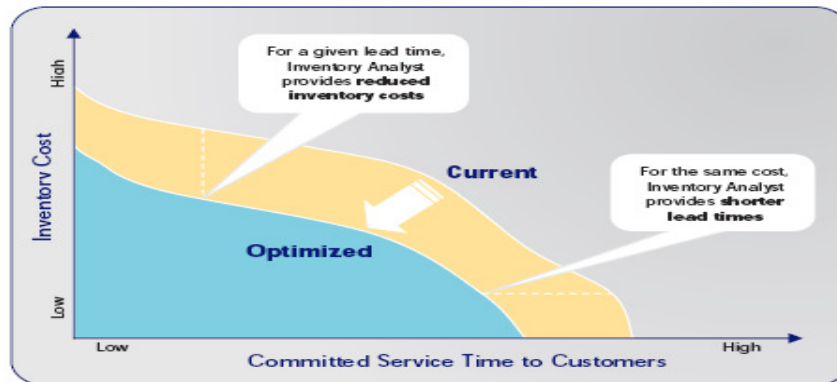 For a given lead time,
Inventory Analyst
provides reduced
inventory costs
High
Inventory Cost
Low
Current
Optimized
For the same cost,
Inventory Analyst
provides shorter
lead times
Low
High
Committed Service Time to Customers